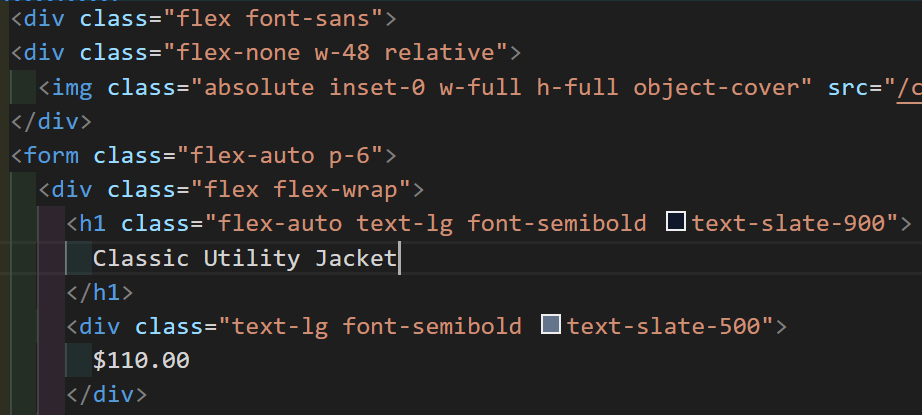 <div class="flex font-sans">
<div class="flex-none w-48 relative">
<img class="absolute inset-0 w-full h-full object-cover" src="/c
</div>
<form class="flex-auto p-6">
<div class="flex flex-wrap">
<h1 class="flex-auto text-lg font-semibold text-slate-900">
Classic Utility Jacket
</h1>
<div class="text-lg font-semibold text-slate-500">
$110.00
</div>